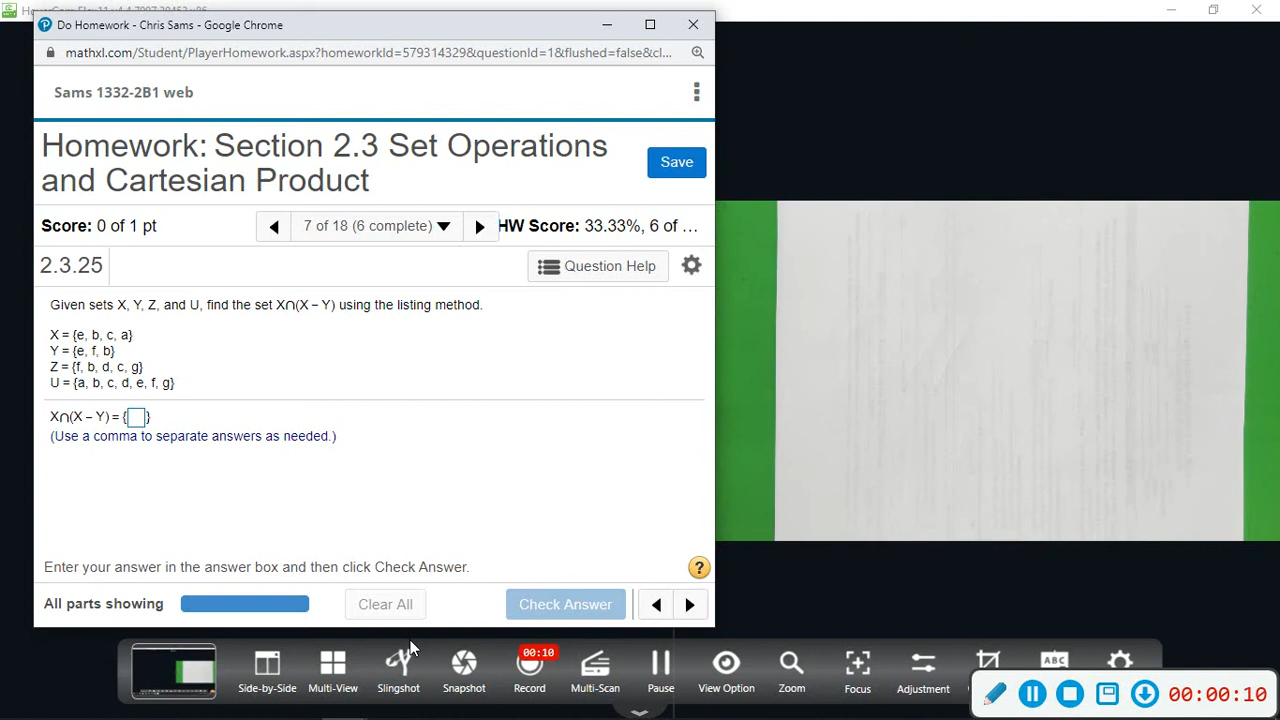 Do Homework - Chris Sams - Google Chrome
mathxl.com/Student/PlayerHomework.aspx?homeworkId=579314329&questionId=1&flushed=false&cl...
Sams 1332-2B1 web
Homework: Section 2.3 Set Operations
and Cartesian Product
Save
Score: 0 of 1 pt
7 of 18 (6 complete)
HW Score: 33.33%, 6 of ...
2.3.25
Question Help
Given sets X, Y, Z, and U, find the set X∩(X − Y) using the listing method.
X = {e, b, c, a}
Y = {e, f, b}
Z = {f, b, d, c, g}
U = {a, b, c, d, e, f, g}
X∩(X − Y) = { }
(Use a comma to separate answers as needed.)
Enter your answer in the answer box and then click Check Answer.
?
All parts showing
Clear All
Check Answer
00:10
ABC
Side-by-Side
Multi-View
Slingshot
Snapshot
Record
Multi-Scan
Pause
View Option
Zoom
Focus
Adjustment
00:00:10